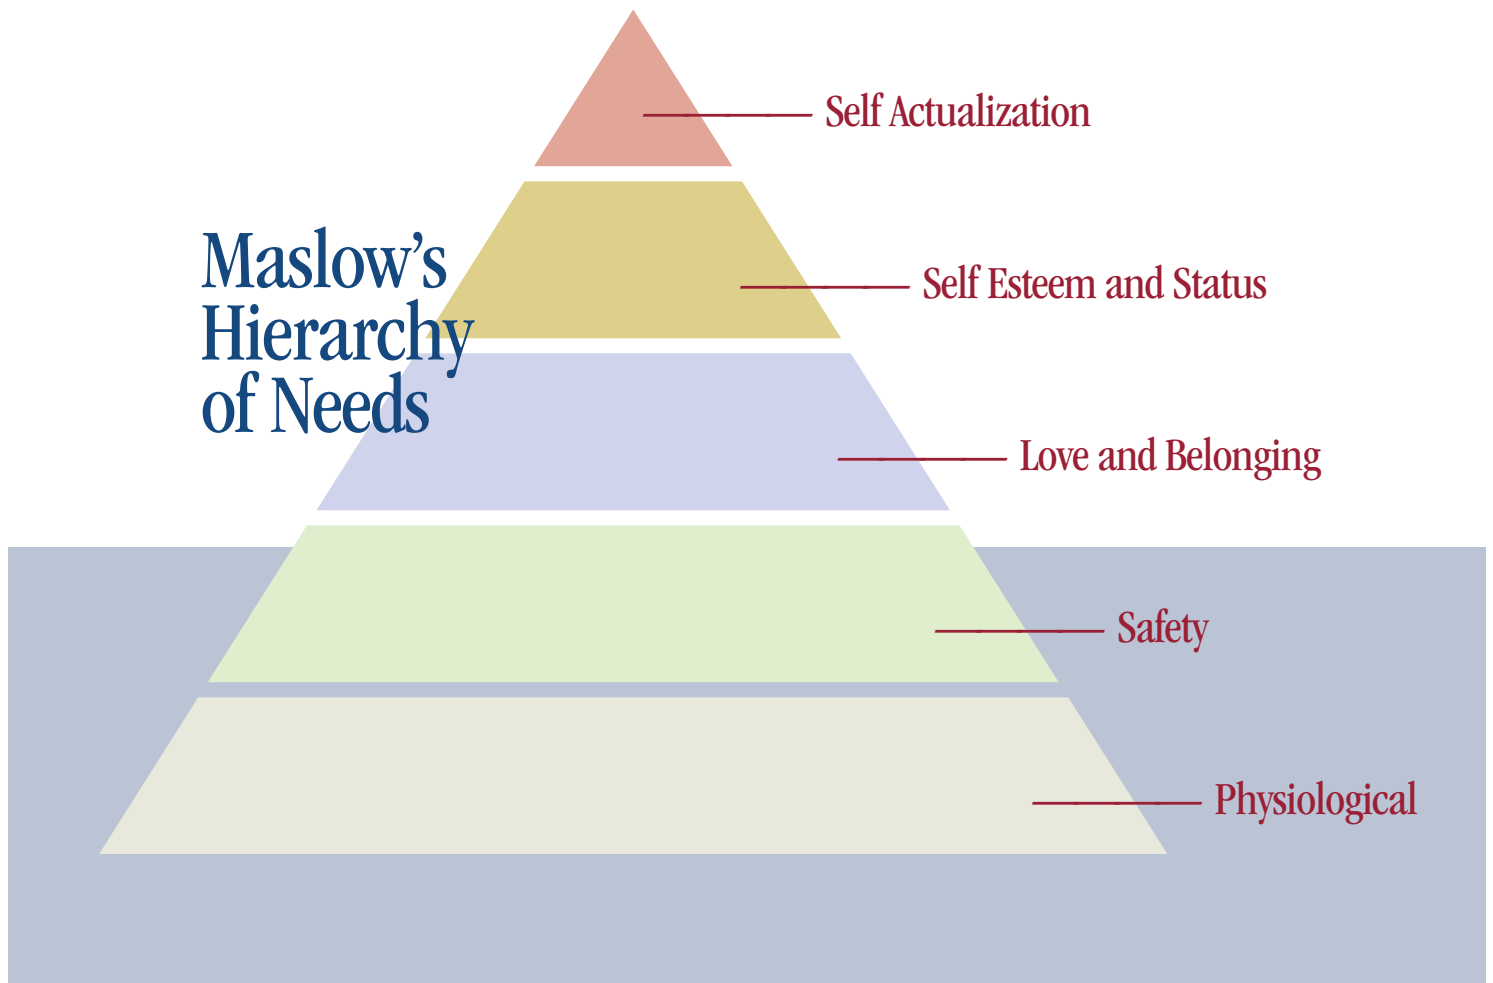 Self Actualization
Maslow’s
Hierarchy
of Needs
Self Esteem and Status
Love and Belonging
Safety
Physiological